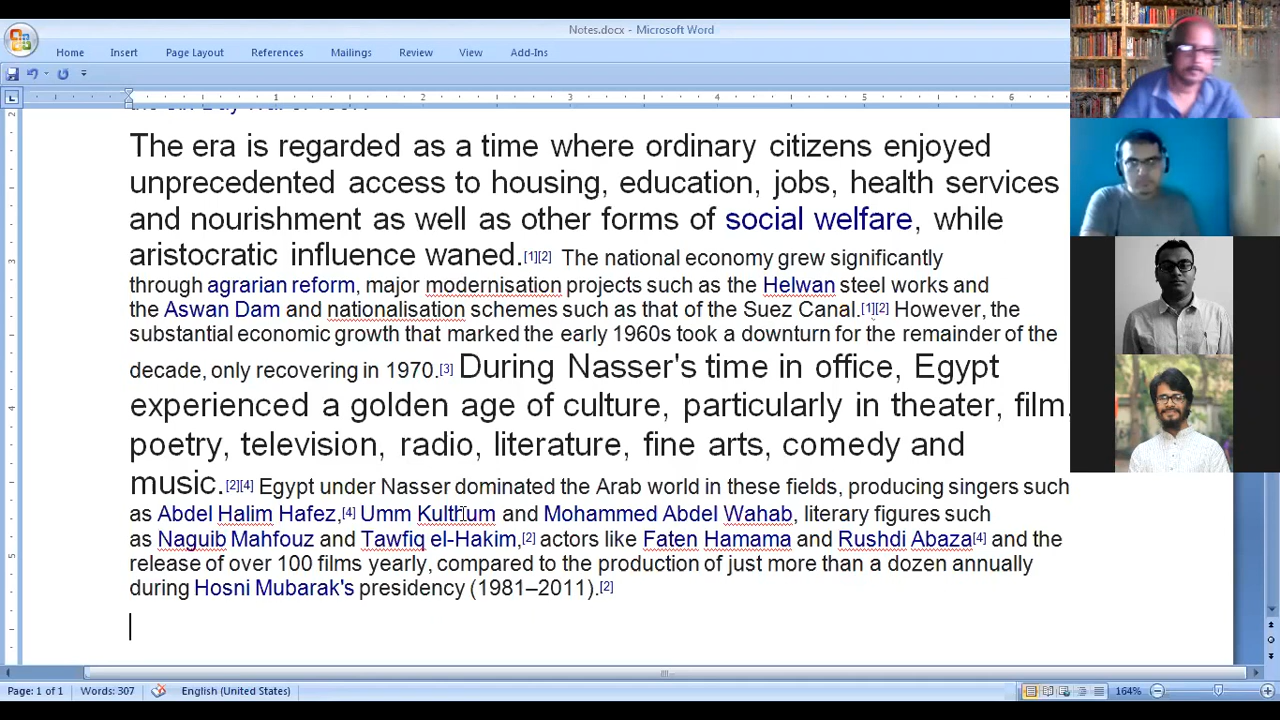 Notes.docx - Microsoft Word
Home Insert Page Layout References Mailings Review View Add-Ins
1 2 3 4 5 6
The era is regarded as a time where ordinary citizens enjoyed
unprecedented access to housing, education, jobs, health services
and nourishment as well as other forms of social welfare, while
aristocratic influence waned.[1][2] The national economy grew significantly
through agrarian reform, major modernisation projects such as the Helwan steel works and
the Aswan Dam and nationalisation schemes such as that of the Suez Canal.[1][2] However, the
substantial economic growth that marked the early 1960s took a downturn for the remainder of the
decade, only recovering in 1970.[3] During Nasser's time in office, Egypt
experienced a golden age of culture, particularly in theater, film,
poetry, television, radio, literature, fine arts, comedy and
music.[2][4] Egypt under Nasser dominated the Arab world in these fields, producing singers such
as Abdel Halim Hafez,[4] Umm Kulthum and Mohammed Abdel Wahab, literary figures such
as Naguib Mahfouz and Tawfiq el-Hakim,[2] actors like Faten Hamama and Rushdi Abaza[4] and the
release of over 100 films yearly, compared to the production of just more than a dozen annually
during Hosni Mubarak's presidency (1981–2011).[2]
Page: 1 of 1 Words: 307 English (United States) 164%